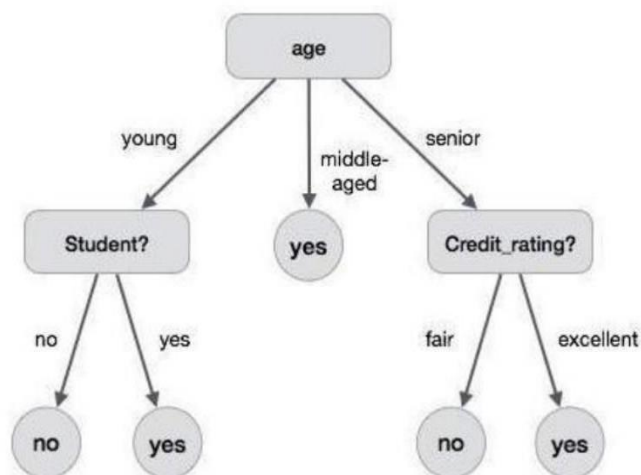 age
young
middle-
aged
senior
Student?
yes
Credit_rating?
no
yes
fair
excellent
no
yes
no
yes